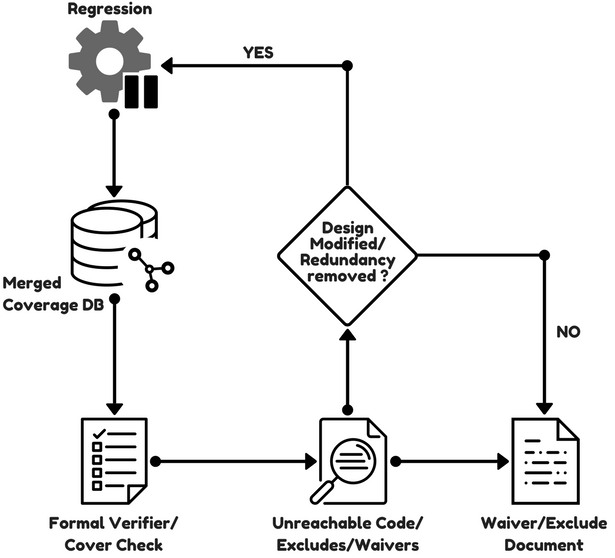 Regression
YES
Design
Modified/
Redundancy
removed ?
Merged
Coverage DB
NO
Formal Verifier/
Cover Check
Unreachable Code/
Excludes/Waivers
Waiver/Exclude
Document